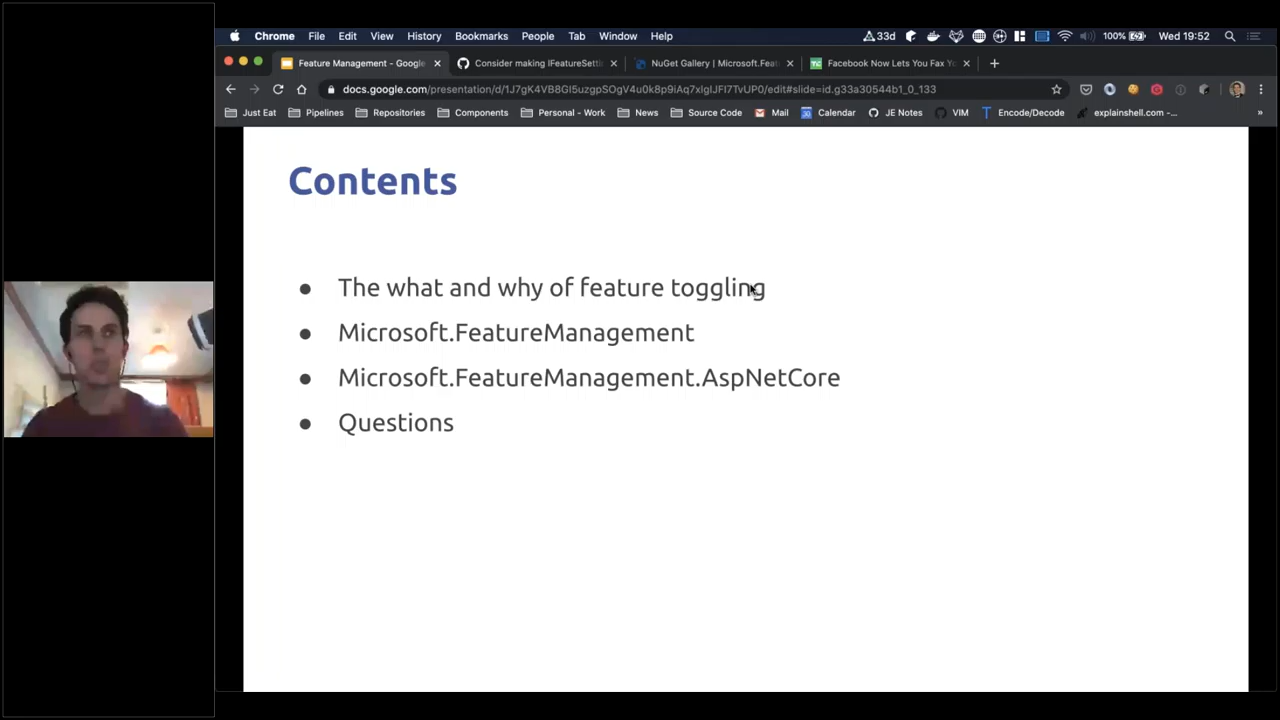 Chrome File Edit View History Bookmarks People Tab Window Help 33d 100% Wed 19:52
Feature Management - Google Consider making IFeatureSetti NuGet Gallery | Microsoft.Feat Facebook Now Lets You Fax Yo
docs.google.com/presentation/d/1J7gK4VB8Gl5uzgpSOgV4u0k8p9iAq7xIgIJFI7TvUP0/edit#slide=id.g33a30544b1_0_133
Just Eat Pipelines Repositories Components Personal - Work News Source Code Mail Calendar JE Notes VIM Encode/Decode explainshell.com -... »
Contents
● The what and why of feature toggling
● Microsoft.FeatureManagement
● Microsoft.FeatureManagement.AspNetCore
● Questions